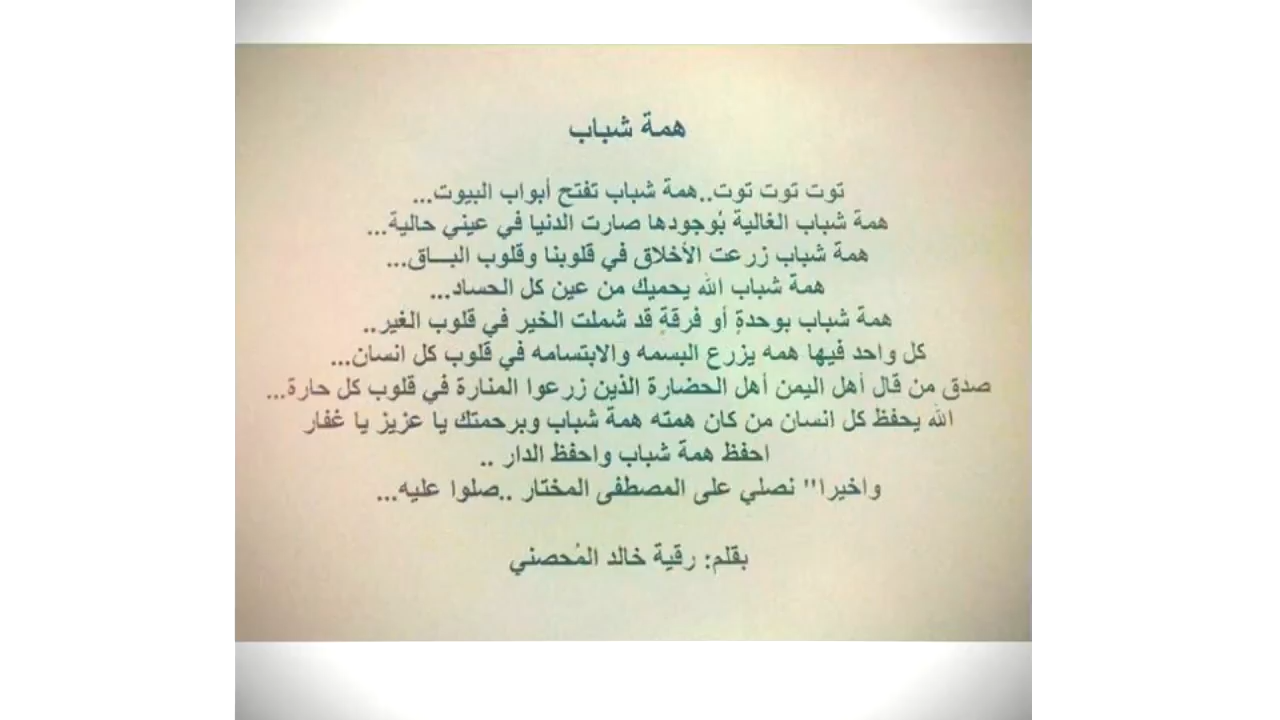 همة شباب
توت توت توت..همة شباب تفتح أبواب البيوت...
همة شباب الغالية بُوجودها صارت الدنيا في عيني حالية...
همة شباب زرعت الأخلاق في قلوبنا وقلوب البـــاق...
همة شباب الله يحميك من عين كل الحساد...
همة شباب بوحدةٍ أو فرقةٍ قد شملت الخير في قلوب الغير..
كل واحد فيها همه يزرع البسمه والابتسامه في قلوب كل انسان...
صدق من قال أهل اليمن أهل الحضارة الذين زرعوا المنارة في قلوب كل حارة...
الله يحفظ كل انسان من كان همته همة شباب وبرحمتك يا عزيز يا غفار
احفظ همة شباب واحفظ الدار ..
واخيرا" نصلي على المصطفى المختار ..صلوا عليه...
بقلم: رقية خالد المُحصني